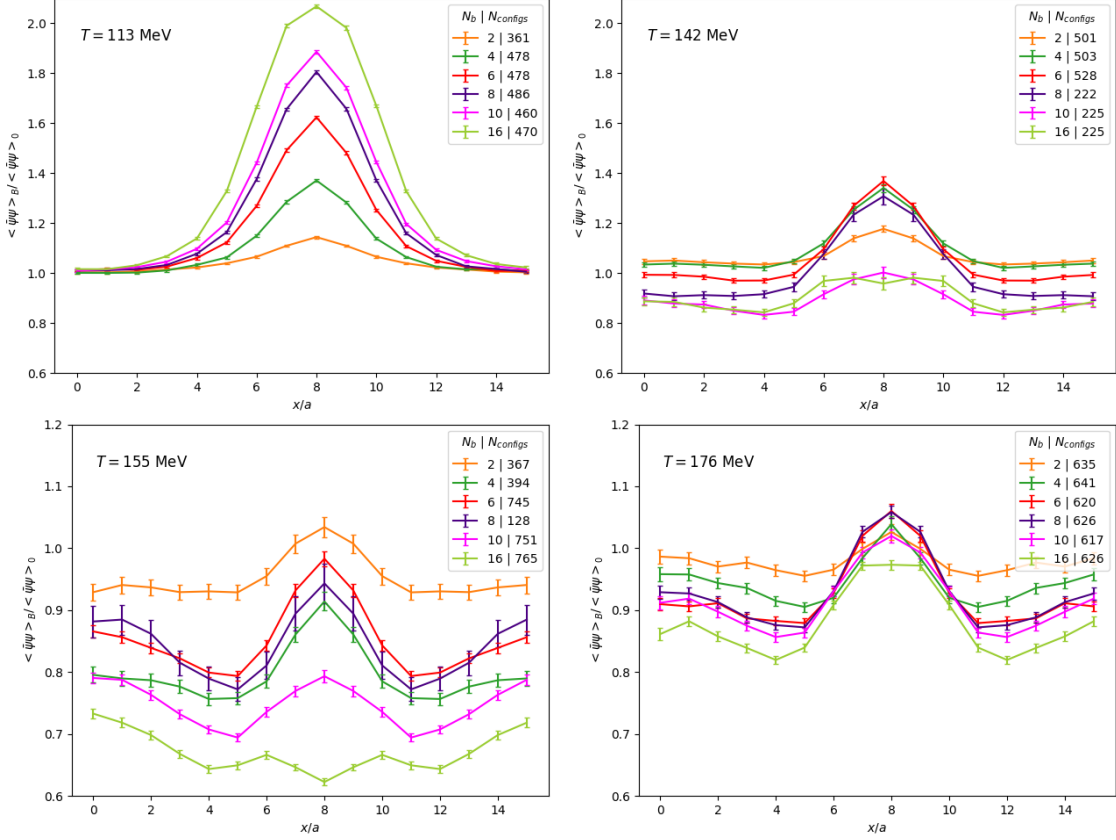 T = 113 MeV
N_b | N_configs
2 | 361
4 | 478
6 | 478
8 | 486
10 | 460
16 | 470
2.0
1.8
1.6
1.4
1.2
1.0
0.8
0.6
< ψ̄ψ >_B / < ψ̄ψ >_0
0 2 4 6 8 10 12 14
x/a
T = 142 MeV
N_b | N_configs
2 | 501
4 | 503
6 | 528
8 | 222
10 | 225
16 | 225
2.0
1.8
1.6
1.4
1.2
1.0
0.8
0.6
< ψ̄ψ >_B / < ψ̄ψ >_0
0 2 4 6 8 10 12 14
x/a
T = 155 MeV
N_b | N_configs
2 | 367
4 | 394
6 | 745
8 | 128
10 | 751
16 | 765
1.2
1.1
1.0
0.9
0.8
0.7
0.6
< ψ̄ψ >_B / < ψ̄ψ >_0
0 2 4 6 8 10 12 14
x/a
T = 176 MeV
N_b | N_configs
2 | 635
4 | 641
6 | 620
8 | 626
10 | 617
16 | 626
1.2
1.1
1.0
0.9
0.8
0.7
0.6
< ψ̄ψ >_B / < ψ̄ψ >_0
0 2 4 6 8 10 12 14
x/a